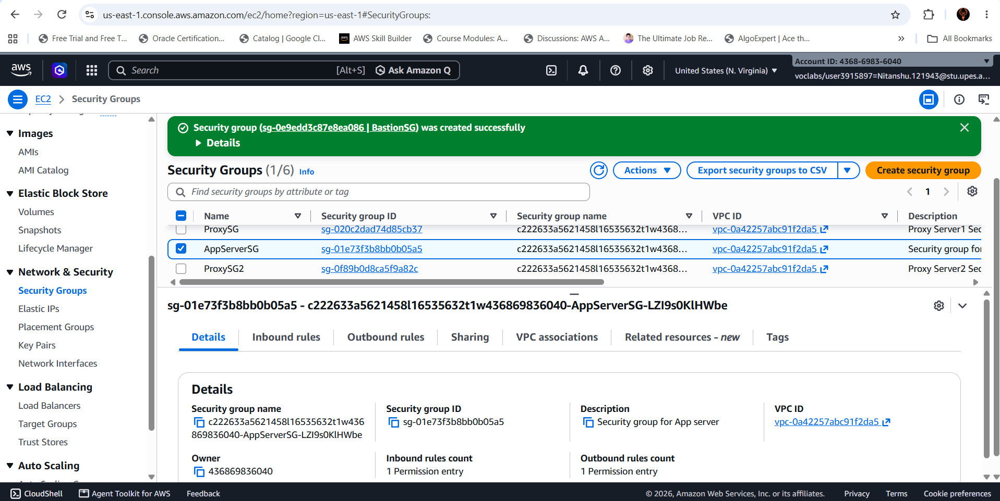 us-east-1.console.aws.amazon.com/ec2/home?region=us-east-1#SecurityGroups:
Free Trial and Free T...
Oracle Certification...
Catalog | Google Cl...
aws
AWS Skill Builder
Course Modules: A...
Discussions: AWS A...
The Ultimate Job Re...
AlgoExpert | Ace th...
All Bookmarks
aws
Search
[Alt+S]
Ask Amazon Q
United States (N. Virginia)
Account ID: 4368-6983-6040
voclabs/user3915897=Nitanshu.121943@stu.upes.a...
EC2
Security Groups
Images
AMIs
AMI Catalog
Elastic Block Store
Volumes
Snapshots
Lifecycle Manager
Network & Security
Security Groups
Elastic IPs
Placement Groups
Key Pairs
Network Interfaces
Load Balancing
Load Balancers
Target Groups
Trust Stores
Auto Scaling
Security group (sg-0e9edd3c87e8ea086 | BastionSG) was created successfully
Details
Security Groups (1/6) Info
Actions
Export security groups to CSV
Create security group
Find security groups by attribute or tag
1
Name Security group ID Security group name VPC ID Description
ProxySG sg-020c2dad74d85cb37 c222633a5621458l16535632t1w4368... vpc-0a42257abc91f2da5 Proxy Server1 Sec
AppServerSG sg-01e73f3b8bb0b05a5 c222633a5621458l16535632t1w4368... vpc-0a42257abc91f2da5 Security group for
ProxySG2 sg-0f89b0d8ca5f9a82c c222633a5621458l16535632t1w4368... vpc-0a42257abc91f2da5 Proxy Server2 Sec
sg-01e73f3b8bb0b05a5 - c222633a5621458l16535632t1w436869836040-AppServerSG-LZI9s0KlHWbe
Details
Inbound rules
Outbound rules
Sharing
VPC associations
Related resources - new
Tags
Details
Security group name
c222633a5621458l16535632t1w436
869836040-AppServerSG-LZI9s0KlHWbe
Security group ID
sg-01e73f3b8bb0b05a5
Description
Security group for App server
VPC ID
vpc-0a42257abc91f2da5
Owner
436869836040
Inbound rules count
1 Permission entry
Outbound rules count
1 Permission entry
CloudShell
Agent Toolkit for AWS
Feedback
© 2026, Amazon Web Services, Inc. or its affiliates.
Privacy
Terms
Cookie preferences